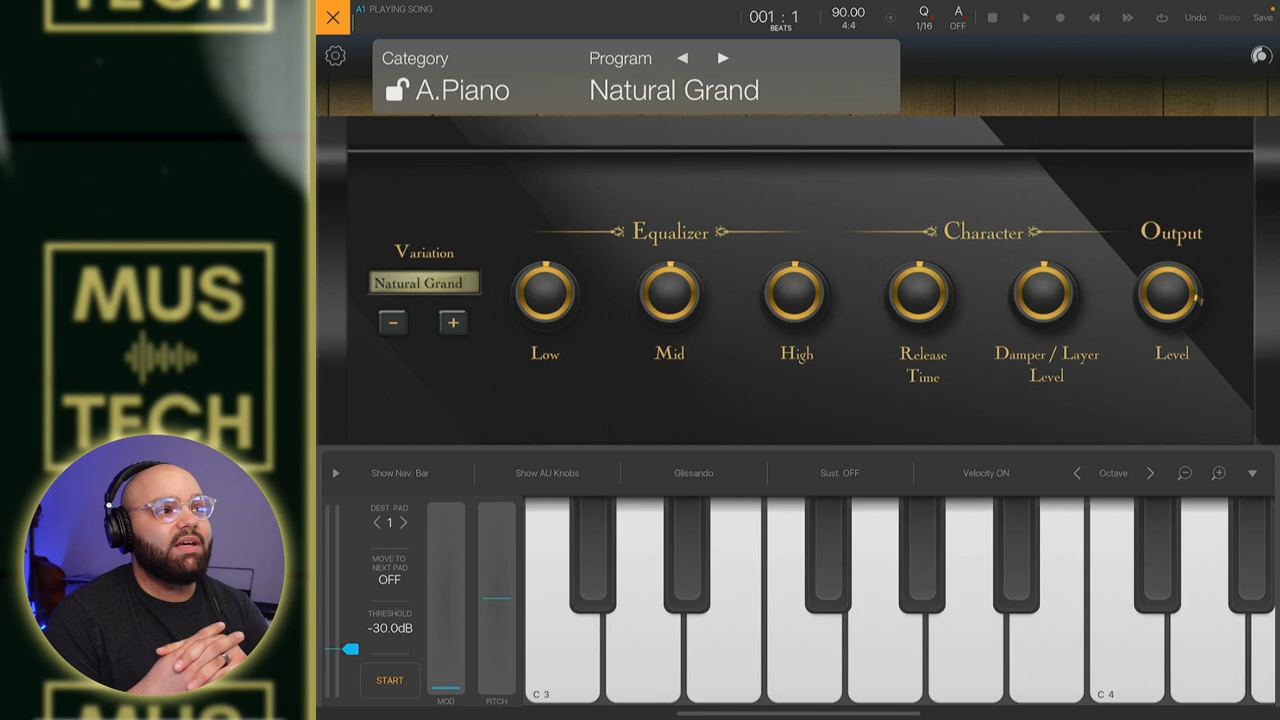 TECH
MUS
TECH
A1 PLAYING SONG
001 : 1
BEATS
90.00
4:4
Q
1/16
A
OFF
Undo
Redo
Save
Category
Program
A.Piano
Natural Grand
Variation
Natural Grand
-
+
Equalizer
Character
Output
Low
Mid
High
Release
Time
Damper / Layer
Level
Level
Show Nav. Bar
Show AU Knobs
Glissando
Sust. OFF
Velocity ON
Octave
DEST. PAD
1
MOVE TO
NEXT PAD
OFF
THRESHOLD
-30.0dB
START
MOD
PITCH
C 3
C 4